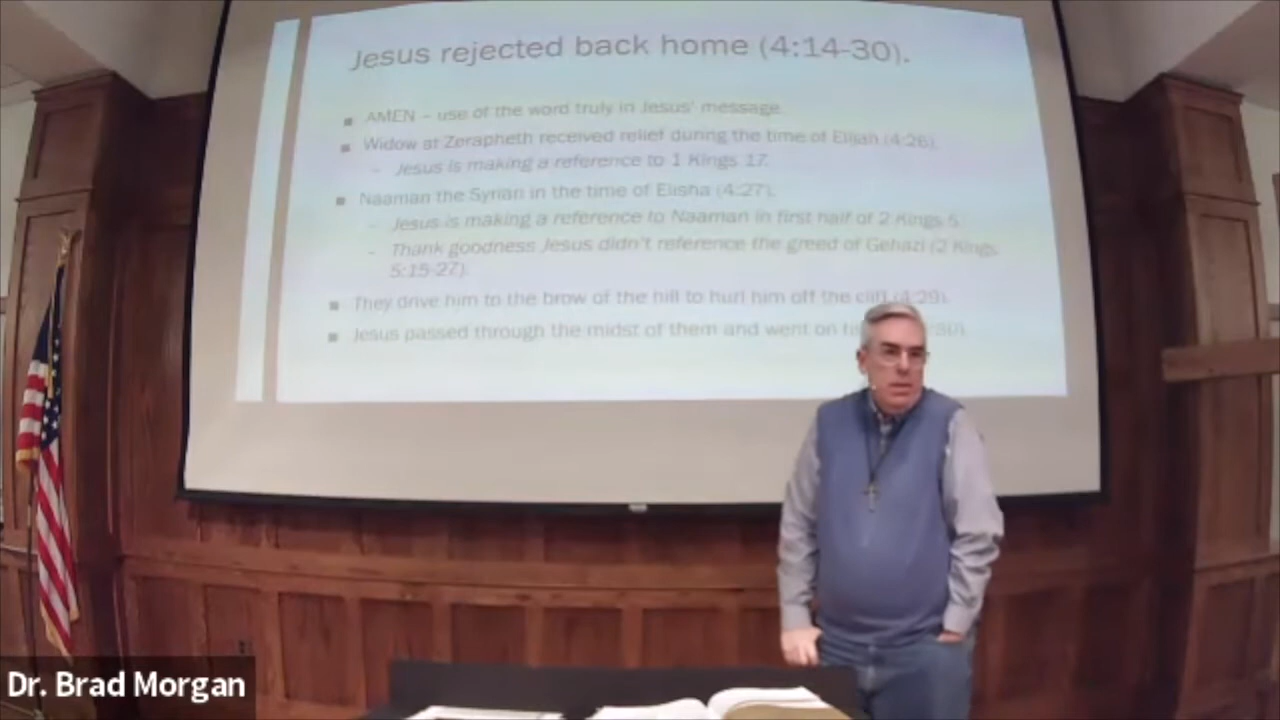 Jesus rejected back home (4:14-30).
AMEN – use of the word truly in Jesus' message.
Widow at Zerapheth received relief during the time of Elijah (4:26).
– Jesus is making a reference to 1 Kings 17.
Naaman the Syrian in the time of Elisha (4:27).
– Jesus is making a reference to Naaman in first half of 2 Kings 5.
– Thank goodness Jesus didn't reference the greed of Gehazi (2 Kings
5:15-27).
They drive him to the brow of the hill to hurl him off the cliff (4:29).
Jesus passed through the midst of them and went on
Dr. Brad Morgan